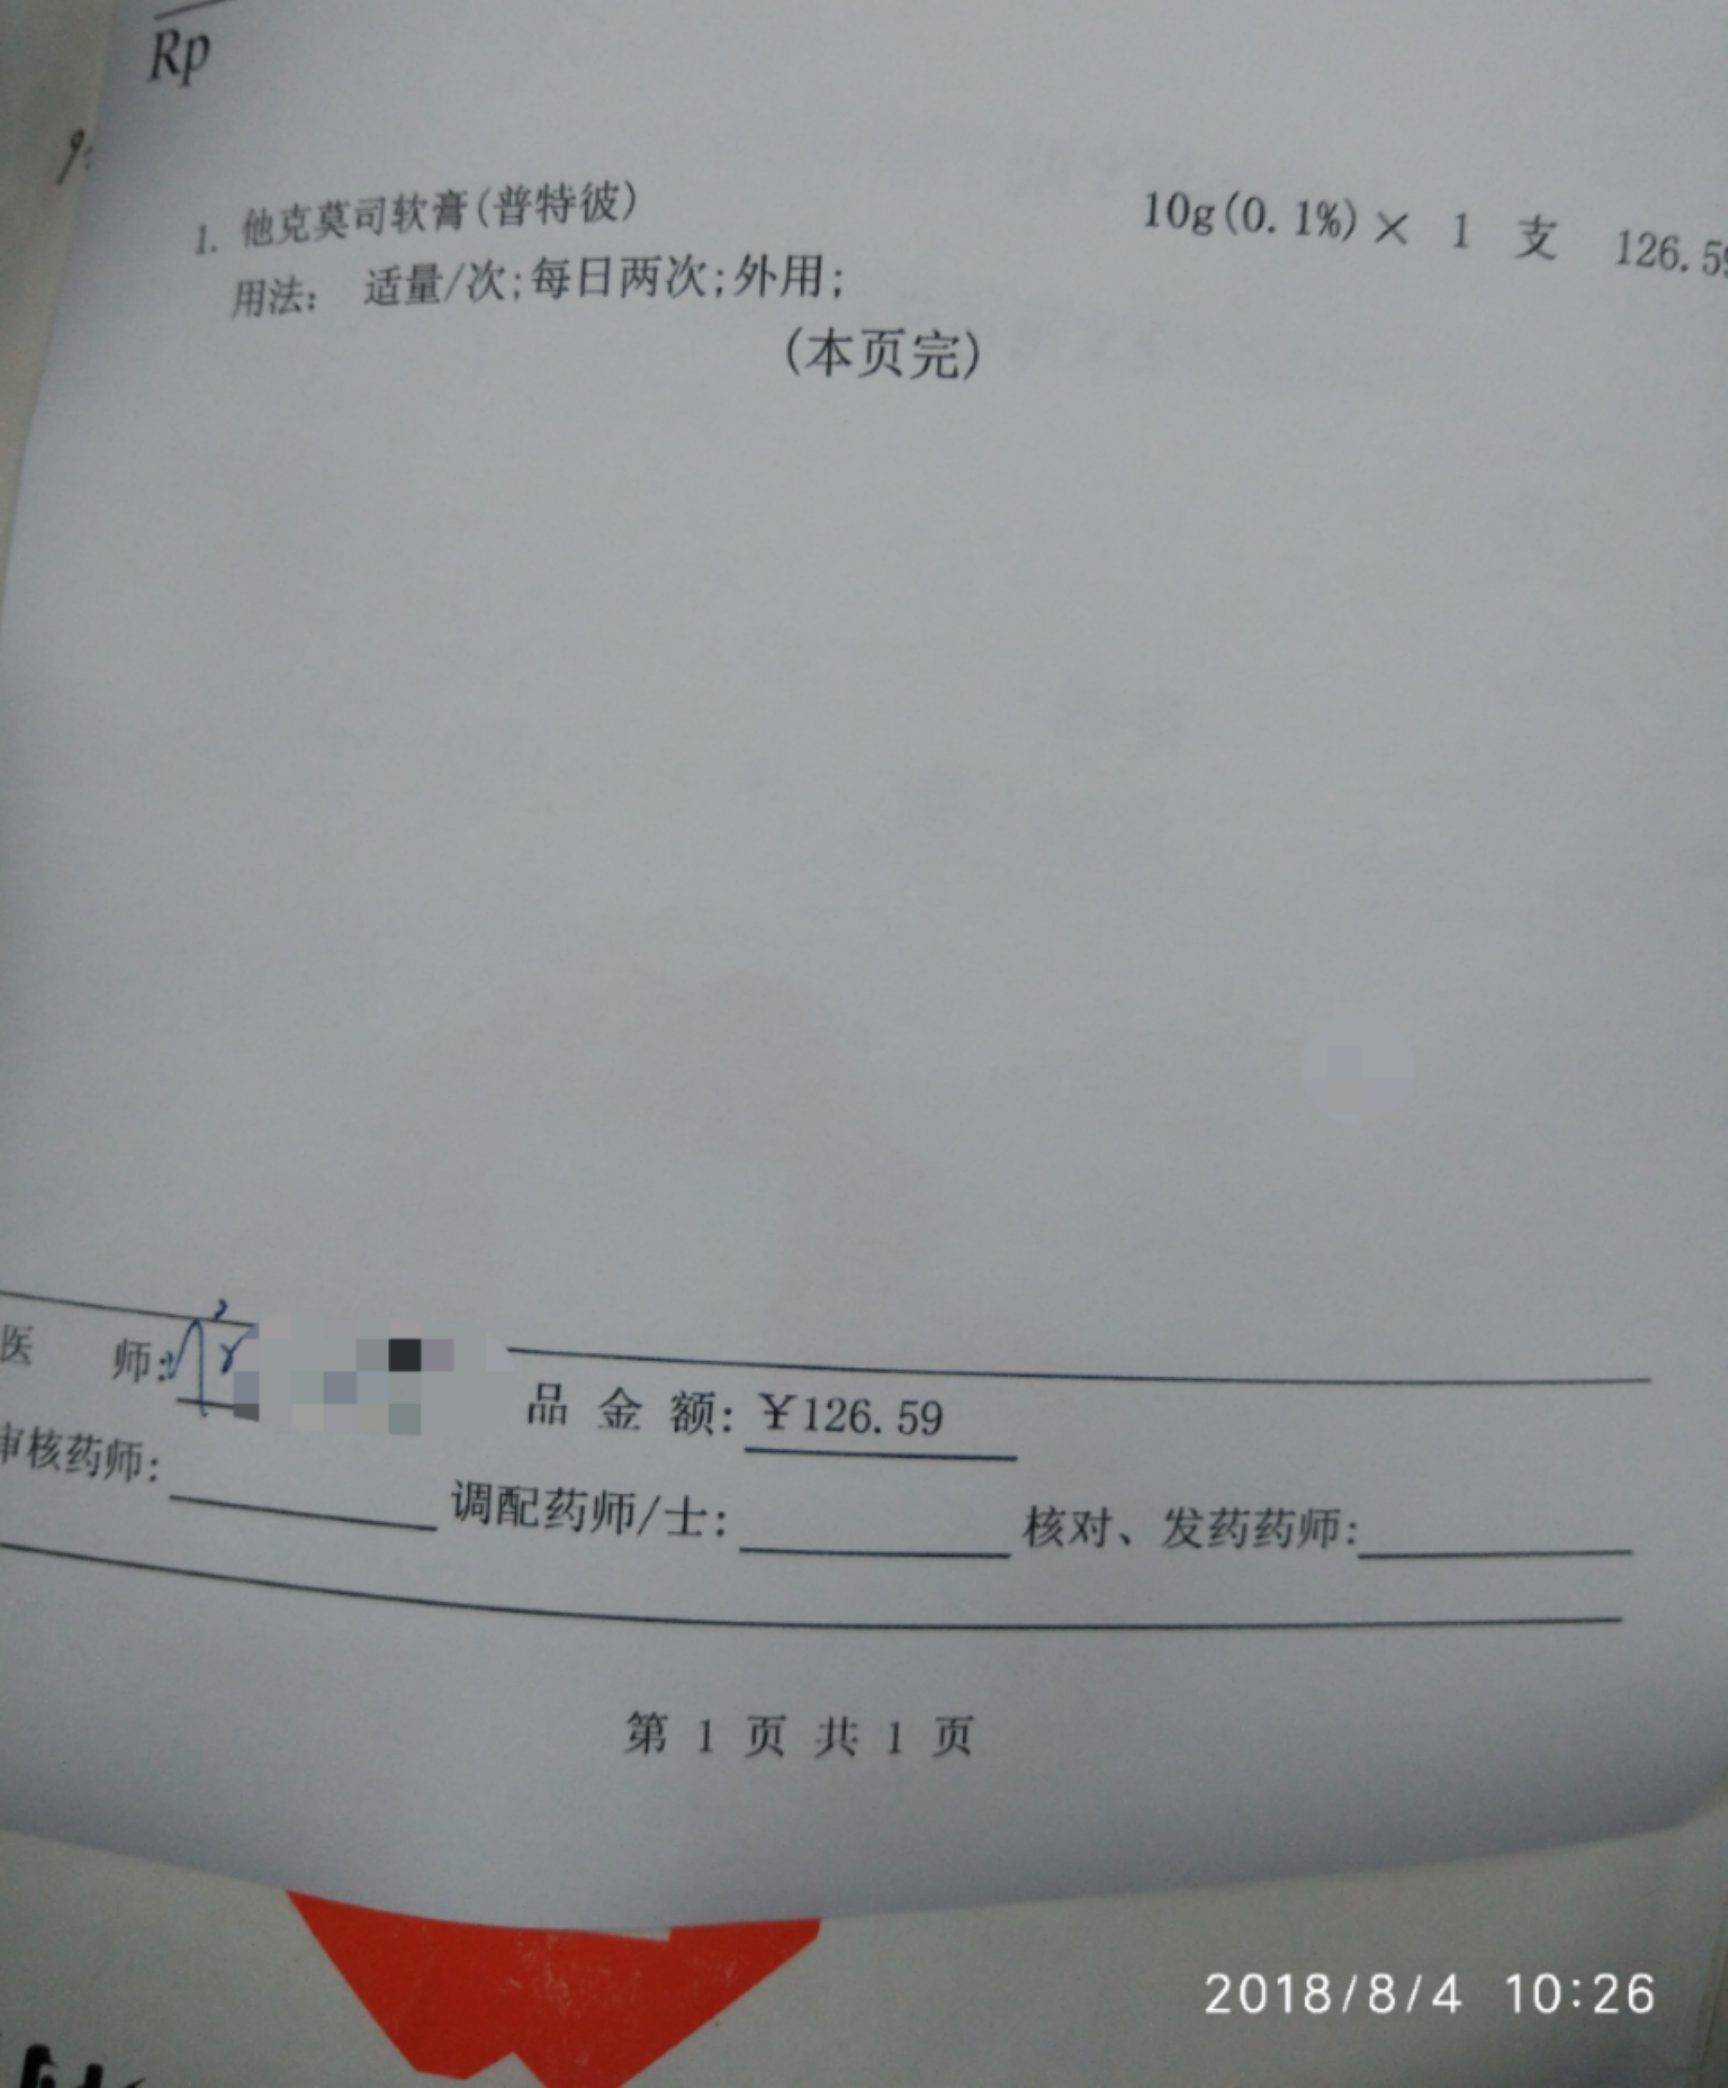 Rp
1. 他克莫司软膏(普特彼) 10g(0.1%)× 1 支 126.59
用法: 适量/次;每日两次;外用;
(本页完)
医 师:
品 金 额: ¥126.59
审核药师:
调配药师/士:
核对、发药药师:
第 1 页 共 1 页
2018/8/4 10:26